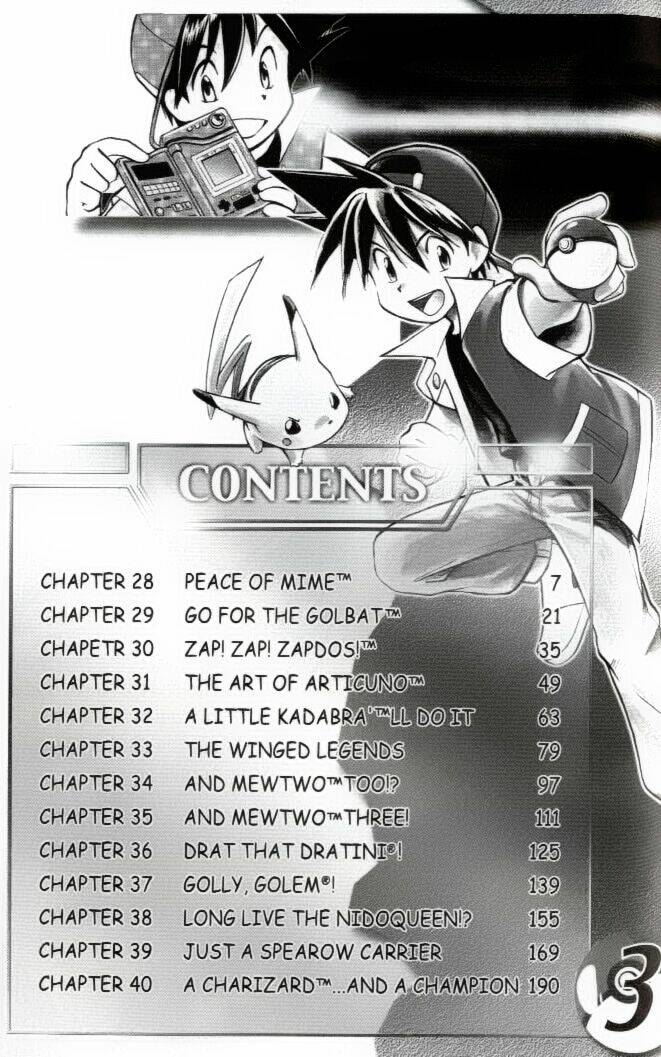 CONTENTS
CHAPTER 28 PEACE OF MIME™ 7
CHAPTER 29 GO FOR THE GOLBAT™ 21
CHAPETR 30 ZAP! ZAP! ZAPDOS!™ 35
CHAPTER 31 THE ART OF ARTICUNO™ 49
CHAPTER 32 A LITTLE KADABRA'™LL DO IT 63
CHAPTER 33 THE WINGED LEGENDS 79
CHAPTER 34 AND MEWTWO™TOO!? 97
CHAPTER 35 AND MEWTWO™THREE! 111
CHAPTER 36 DRAT THAT DRATINI®! 125
CHAPTER 37 GOLLY, GOLEM®! 139
CHAPTER 38 LONG LIVE THE NIDOQUEEN!? 155
CHAPTER 39 JUST A SPEAROW CARRIER 169
CHAPTER 40 A CHARIZARD™...AND A CHAMPION 190
3